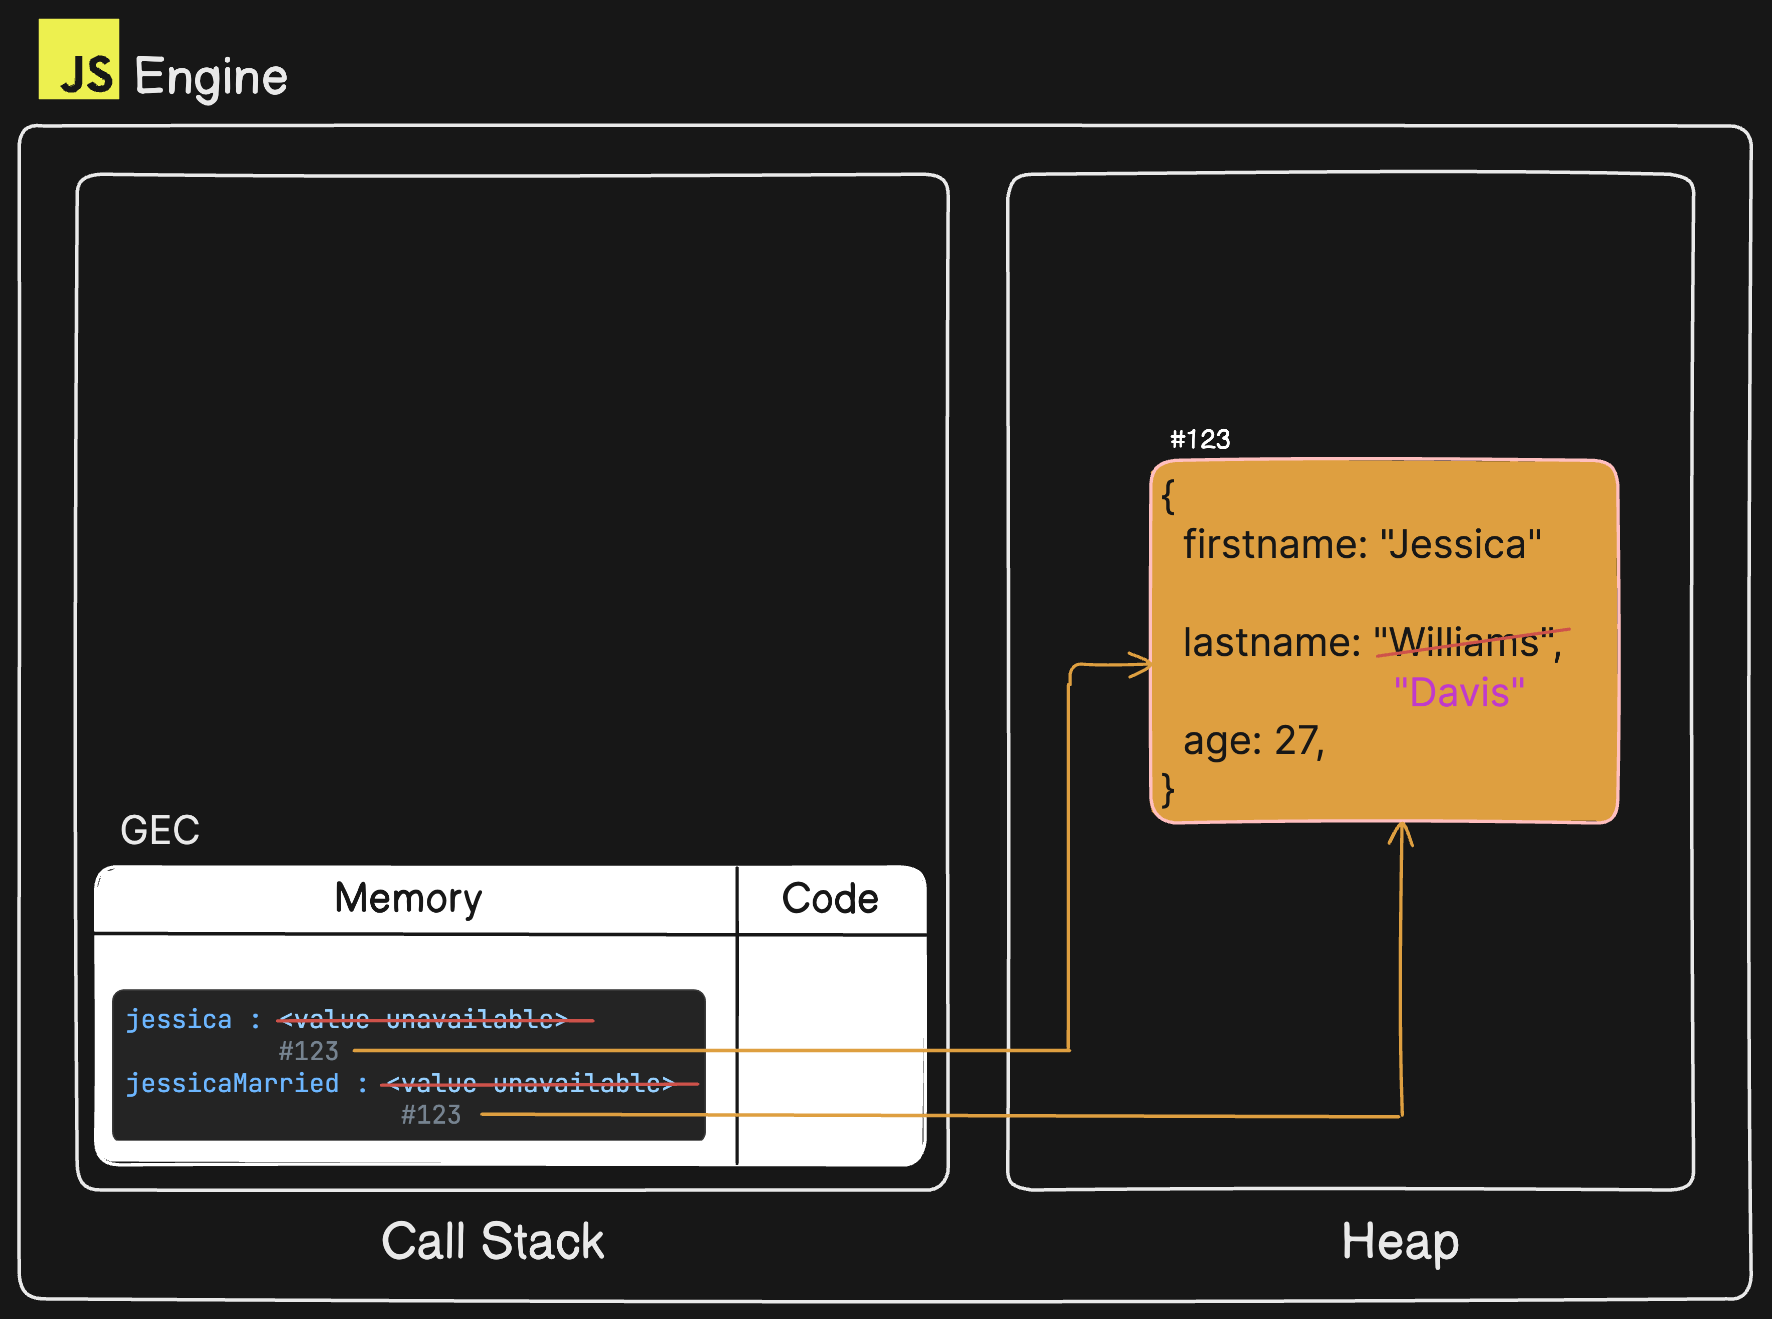 JS Engine
#123
{
firstname: "Jessica"
lastname: "Williams",
"Davis"
age: 27,
}
GEC
Memory Code
jessica : <value unavailable>
#123
jessicaMarried : <value unavailable>
#123
Call Stack
Heap